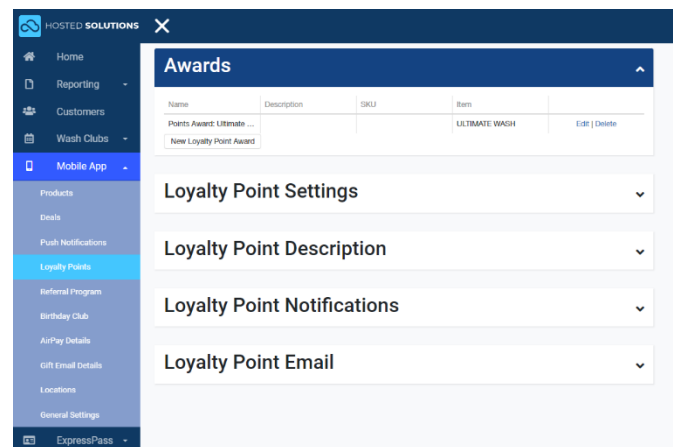 HOSTED SOLUTIONS
Home
Reporting
Customers
Wash Clubs
Mobile App
Products
Deals
Push Notifications
Loyalty Points
Referral Program
Birthday Club
AirPay Details
Gift Email Details
Locations
General Settings
ExpressPass
Awards
Name Description SKU Item
Points Award: Ultimate ... ULTIMATE WASH Edit | Delete
New Loyalty Point Award
Loyalty Point Settings
Loyalty Point Description
Loyalty Point Notifications
Loyalty Point Email